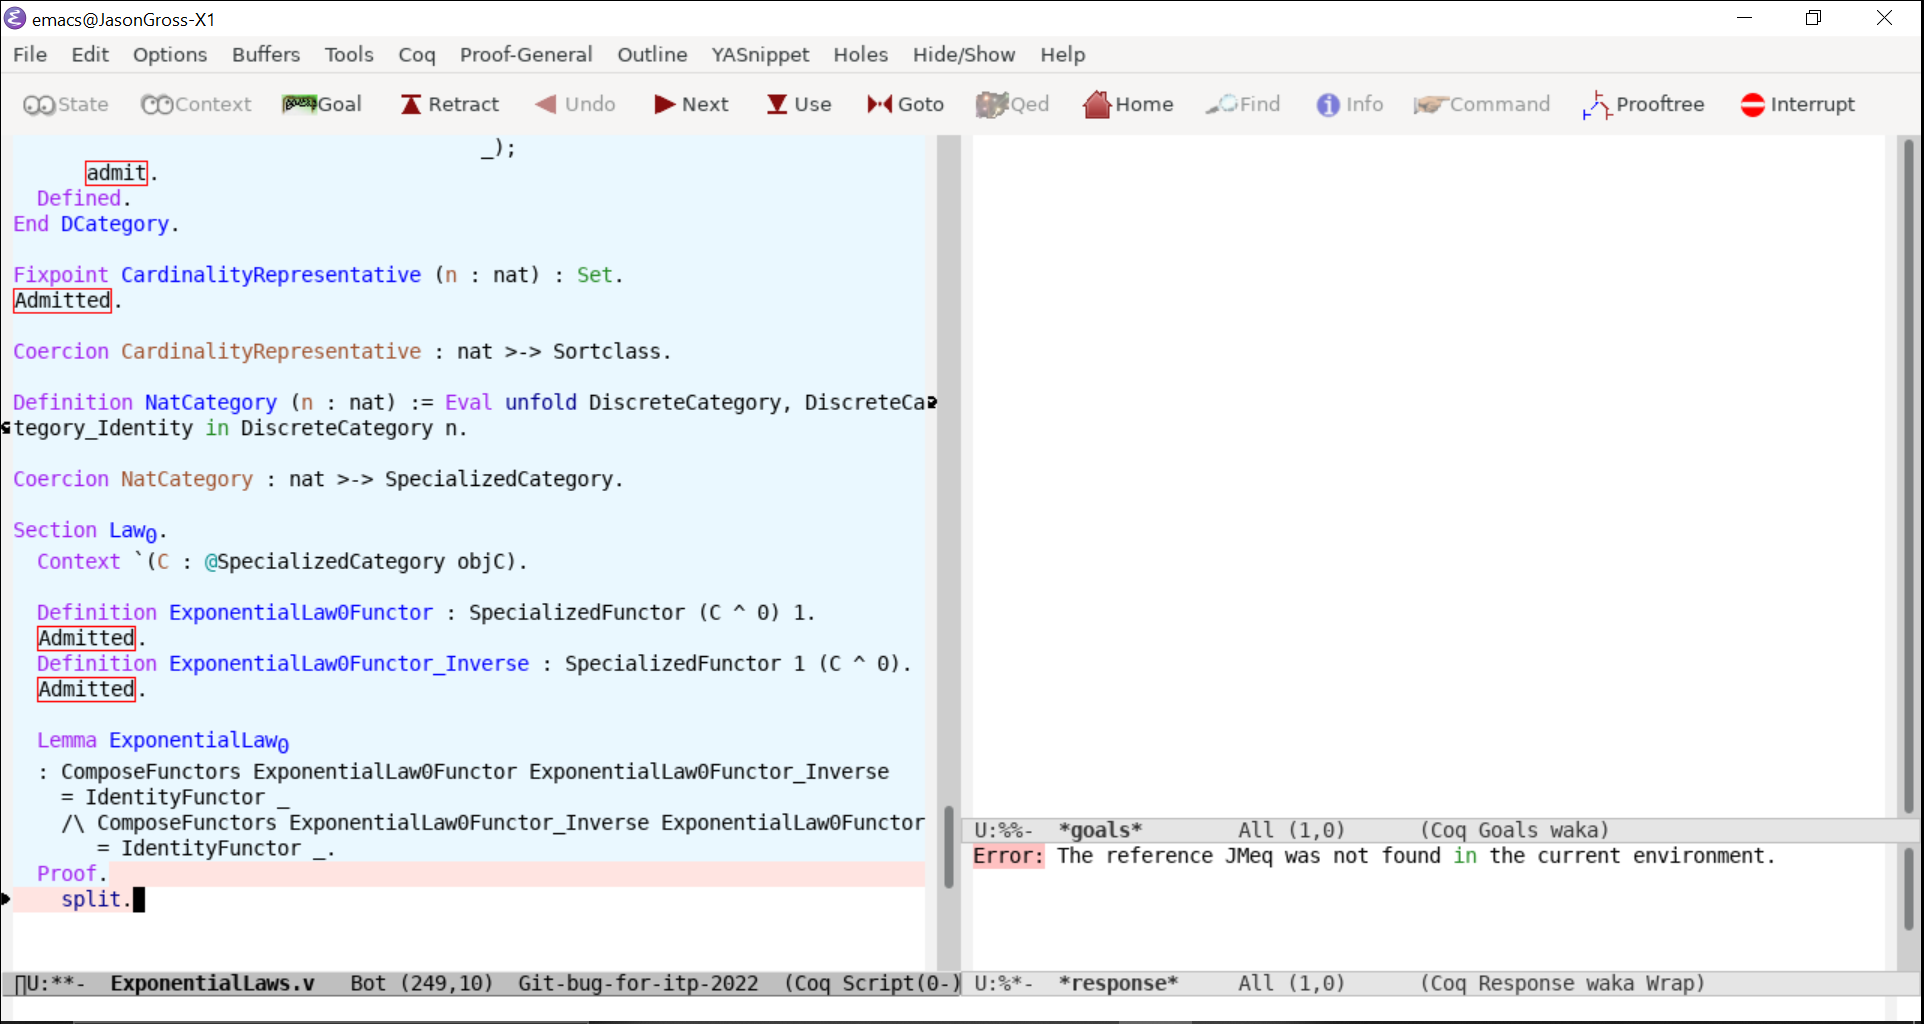 emacs@JasonGross-X1
File Edit Options Buffers Tools Coq Proof-General Outline YASnippet Holes Hide/Show Help
State Context Goal Retract Undo Next Use Goto Qed Home Find Info Command Prooftree Interrupt
_);
admit.
Defined.
End DCategory.
Fixpoint CardinalityRepresentative (n : nat) : Set.
Admitted.
Coercion CardinalityRepresentative : nat >-> Sortclass.
Definition NatCategory (n : nat) := Eval unfold DiscreteCategory, DiscreteCa
tegory_Identity in DiscreteCategory n.
Coercion NatCategory : nat >-> SpecializedCategory.
Section Law₀.
Context `(C : @SpecializedCategory objC).
Definition ExponentialLaw0Functor : SpecializedFunctor (C ^ 0) 1.
Admitted.
Definition ExponentialLaw0Functor_Inverse : SpecializedFunctor 1 (C ^ 0).
Admitted.
Lemma ExponentialLaw₀
: ComposeFunctors ExponentialLaw0Functor ExponentialLaw0Functor_Inverse
= IdentityFunctor _
/\ ComposeFunctors ExponentialLaw0Functor_Inverse ExponentialLaw0Functor
= IdentityFunctor _.
Proof.
split.
U:**- ExponentialLaws.v Bot (249,10) Git-bug-for-itp-2022 (Coq Script(0-)
U:%%- *goals* All (1,0) (Coq Goals waka)
Error: The reference JMeq was not found in the current environment.
U:%*- *response* All (1,0) (Coq Response waka Wrap)